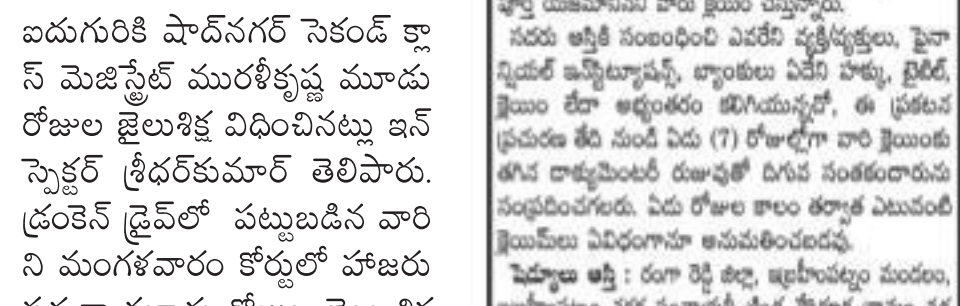 ఐదుగురికి షాద్‌నగర్ సెకండ్ క్లా
స్ మెజిస్ట్రేట్ మురళీకృష్ణ మూడు
రోజుల జైలుశిక్ష విధించినట్లు ఇన్
స్పెక్టర్ శ్రీధర్‌కుమార్ తెలిపారు.
డ్రంకెన్ డ్రైవ్‌లో పట్టుబడిన వారి
ని మంగళవారం కోర్టులో హాజరు
పూర్తి యజమానినని వారు క్లెయిం చేస్తున్నారు.
సదరు ఆస్తికి సంబంధించి ఎవరేని వ్యక్తి/వ్యక్తులు, ఫైనా
న్షియల్ ఇన్‌స్టిట్యూషన్స్, బ్యాంకులు ఏదేని హక్కు, టైటిల్,
క్లెయిం లేదా అభ్యంతరం కలిగియున్నచో, ఈ ప్రకటన
ప్రచురణ తేది నుండి ఏడు (7) రోజుల్లోగా వారి క్లెయింకు
తగిన డాక్యుమెంటరీ రుజువుతో దిగువ సంతకందారును
సంప్రదించగలరు. ఏడు రోజుల కాలం తర్వాత ఎటువంటి
క్లెయిమ్‌లు ఏవిధంగానూ అనుమతించబడవు.
షెడ్యూలు ఆస్తి : రంగా రెడ్డి జిల్లా, ఇబ్రహీంపట్నం మండలం,